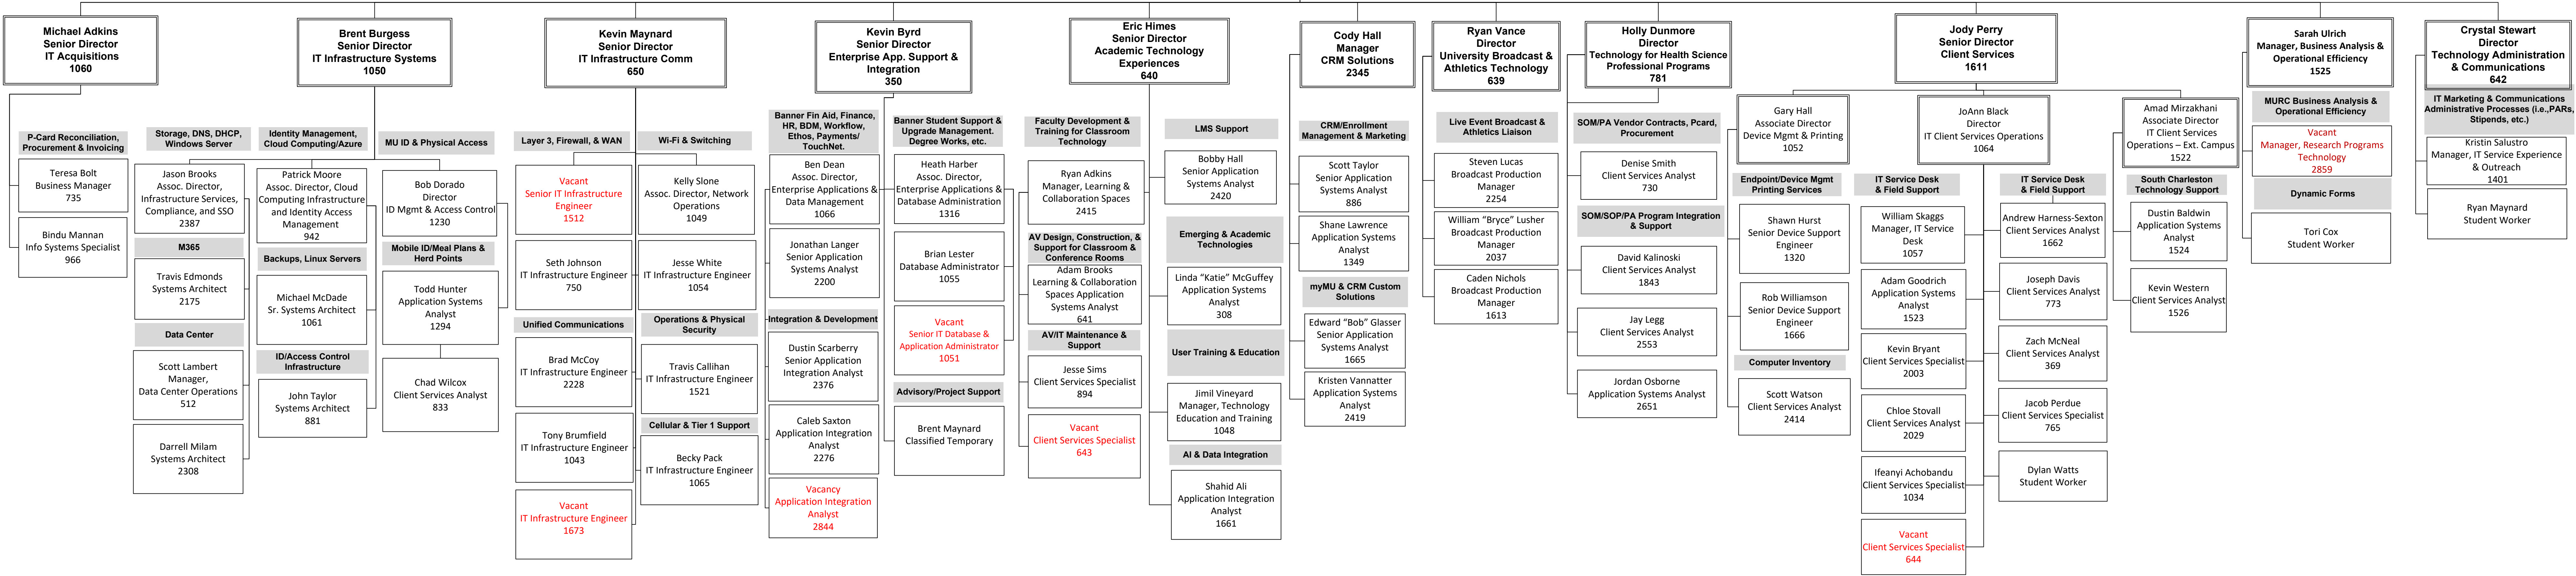 Michael Adkins
Senior Director
IT Acquisitions
1060
P-Card Reconciliation,
Procurement & Invoicing
Teresa Bolt
Business Manager
735
Bindu Mannan
Info Systems Specialist
966
Brent Burgess
Senior Director
IT Infrastructure Systems
1050
Storage, DNS, DHCP,
Windows Server
Jason Brooks
Assoc. Director,
Infrastructure Services,
Compliance, and SSO
2387
M365
Travis Edmonds
Systems Architect
2175
Data Center
Scott Lambert
Manager,
Data Center Operations
512
Darrell Milam
Systems Architect
2308
Identity Management,
Cloud Computing/Azure
Patrick Moore
Assoc. Director, Cloud
Computing Infrastructure
and Identity Access
Management
942
Backups, Linux Servers
Michael McDade
Sr. Systems Architect
1061
ID/Access Control
Infrastructure
John Taylor
Systems Architect
881
MU ID & Physical Access
Bob Dorado
Director
ID Mgmt & Access Control
1230
Mobile ID/Meal Plans &
Herd Points
Todd Hunter
Application Systems
Analyst
1294
Chad Wilcox
Client Services Analyst
833
Kevin Maynard
Senior Director
IT Infrastructure Comm
650
Layer 3, Firewall, & WAN
Vacant
Senior IT Infrastructure
Engineer
1512
Seth Johnson
IT Infrastructure Engineer
750
Unified Communications
Brad McCoy
IT Infrastructure Engineer
2228
Tony Brumfield
IT Infrastructure Engineer
1043
Vacant
IT Infrastructure Engineer
1673
Wi-Fi & Switching
Kelly Slone
Assoc. Director, Network
Operations
1049
Jesse White
IT Infrastructure Engineer
1054
Operations & Physical
Security
Travis Callihan
IT Infrastructure Engineer
1521
Cellular & Tier 1 Support
Becky Pack
IT Infrastructure Engineer
1065
Kevin Byrd
Senior Director
Enterprise App. Support &
Integration
350
Banner Fin Aid, Finance,
HR, BDM, Workflow,
Ethos, Payments/
TouchNet.
Ben Dean
Assoc. Director,
Enterprise Applications &
Data Management
1066
Jonathan Langer
Senior Application
Systems Analyst
2200
Integration & Development
Dustin Scarberry
Senior Application
Integration Analyst
2376
Caleb Saxton
Application Integration
Analyst
2276
Vacancy
Application Integration
Analyst
2844
Banner Student Support &
Upgrade Management.
Degree Works, etc.
Heath Harber
Assoc. Director,
Enterprise Applications &
Database Administration
1316
Brian Lester
Database Administrator
1055
Vacant
Senior IT Database &
Application Administrator
1051
Advisory/Project Support
Brent Maynard
Classified Temporary
Eric Himes
Senior Director
Academic Technology
Experiences
640
Faculty Development &
Training for Classroom
Technology
Ryan Adkins
Manager, Learning &
Collaboration Spaces
2415
AV Design, Construction, &
Support for Classroom &
Conference Rooms
Adam Brooks
Learning & Collaboration
Spaces Application
Systems Analyst
641
AV/IT Maintenance &
Support
Jesse Sims
Client Services Specialist
894
Vacant
Client Services Specialist
643
LMS Support
Bobby Hall
Senior Application
Systems Analyst
2420
Emerging & Academic
Technologies
Linda “Katie” McGuffey
Application Systems
Analyst
308
User Training & Education
Jimil Vineyard
Manager, Technology
Education and Training
1048
AI & Data Integration
Shahid Ali
Application Integration
Analyst
1661
Cody Hall
Manager
CRM Solutions
2345
CRM/Enrollment
Management & Marketing
Scott Taylor
Application Systems
Analyst
886
Shane Lawrence
Application Systems
Analyst
1349
myMU & CRM Custom
Solutions
Edward “Bob” Glasser
Senior Application
Systems Analyst
1665
Kristen Vannatter
Application Systems
Analyst
2419
Ryan Vance
Director
University Broadcast &
Athletics Technology
639
Live Event Broadcast &
Athletics Liaison
Steven Lucas
Broadcast Production
Manager
2254
William “Bryce” Lusher
Broadcast Production
Manager
2037
Caden Nichols
Broadcast Production
Manager
1613
Holly Dunmore
Director
Technology for Health Science
Professional Programs
781
SOM/PA Vendor Contracts, Pcard,
Procurement
Denise Smith
Client Services Analyst
730
SOM/SOP/PA Program Integration
& Support
David Kalinoski
Client Services Analyst
1843
Jay Legg
Client Services Analyst
2553
Jordan Osborne
Application Systems Analyst
2651
Jody Perry
Senior Director
Client Services
1611
Gary Hall
Associate Director
Device Mgmt & Printing
1052
Endpoint/Device Mgmt
Printing Services
Shawn Hurst
Senior Device Support
Engineer
1320
Rob Williamson
Senior Device Support
Engineer
1666
Computer Inventory
Scott Watson
Client Services Analyst
2414
JoAnn Black
Director
IT Client Services Operations
1064
IT Service Desk
& Field Support
William Skaggs
Manager, IT Service
Desk
1057
Adam Goodrich
Application Systems
Analyst
1523
Kevin Bryant
Client Services Specialist
2003
Chloe Stovall
Client Services Analyst
2029
Ifeanyi Achobandu
Client Services Specialist
1034
Vacant
Client Services Specialist
644
IT Service Desk
& Field Support
Andrew Harness-Sexton
Client Services Analyst
1662
Joseph Davis
Client Services Analyst
773
Zach McNeal
Client Services Analyst
369
Jacob Perdue
Client Services Specialist
765
Dylan Watts
Student Worker
Amad Mirzakhani
Associate Director
IT Client Services
Operations – Ext. Campus
1522
South Charleston
Technology Support
Dustin Baldwin
Application Systems
Analyst
1524
Kevin Western
Client Services Analyst
1526
Sarah Ulrich
Manager, Business Analysis &
Operational Efficiency
1525
MURC Business Analysis &
Operational Efficiency
Vacant
Manager, Research Programs
Technology
2859
Dynamic Forms
Tori Cox
Student Worker
Crystal Stewart
Director
Technology Administration
& Communications
642
IT Marketing & Communications
Administrative Processes (i.e.,PARs,
Stipends, etc.)
Kristin Salustro
Manager, IT Service Experience
& Outreach
1401
Ryan Maynard
Student Worker